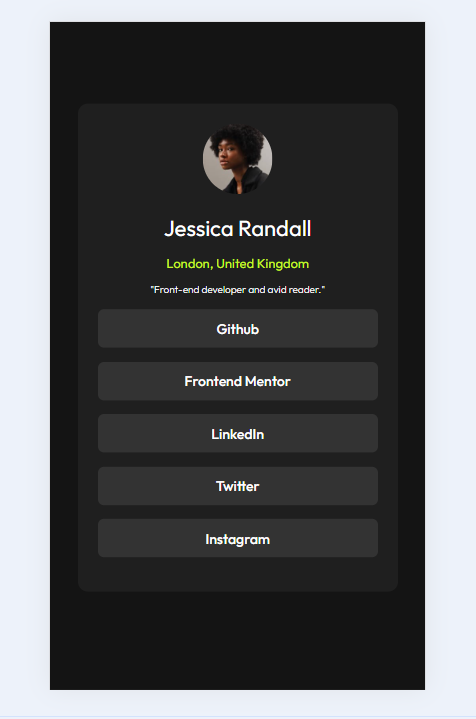 Jessica Randall
London, United Kingdom
"Front-end developer and avid reader."
Github
Frontend Mentor
LinkedIn
Twitter
Instagram